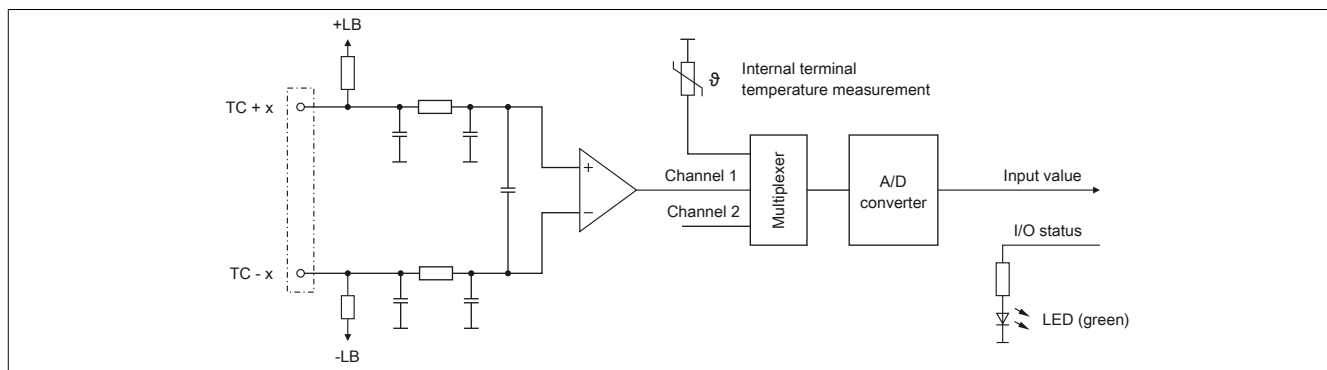 +LB
TC + x
ϑ
Internal terminal
temperature measurement
+
−
Channel 1
Channel 2
Multiplexer
A/D
converter
Input value
I/O status
LED (green)
TC - x
-LB